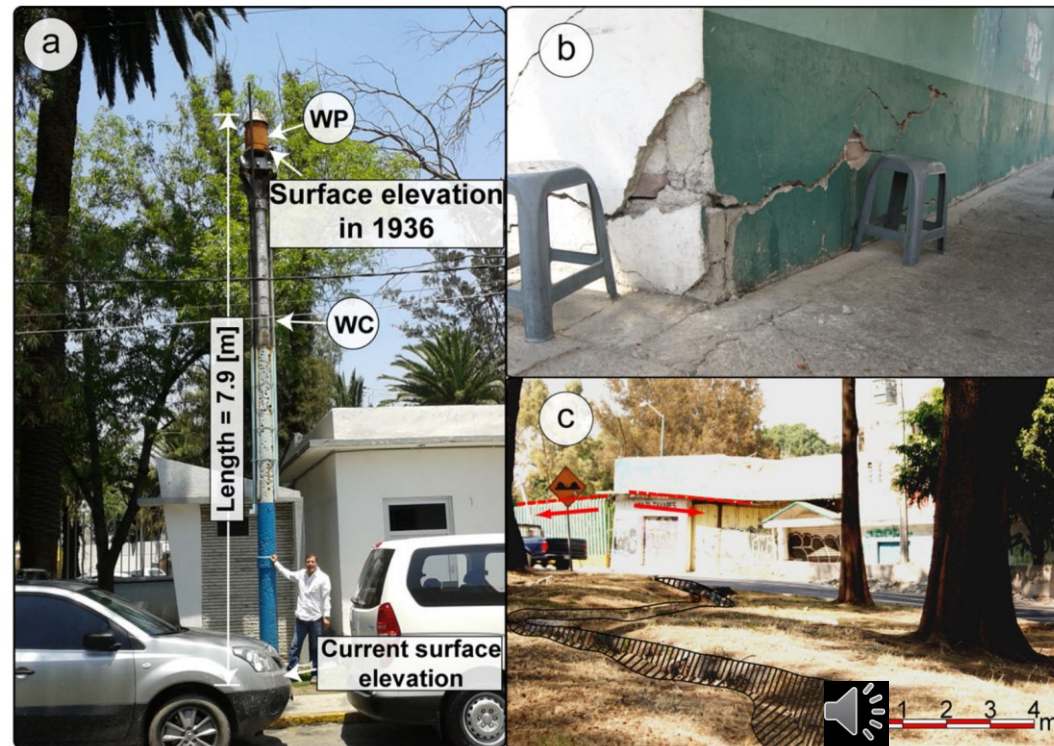 a
WP
Surface elevation
in 1936
WC
Length = 7.9 [m]
Current surface
elevation
b
c
1 2 3 4
m